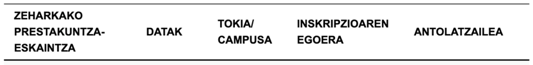 ZEHARKAKO
PRESTAKUNTZA-
ESKAINTZA
DATAK
TOKIA/
CAMPUSA
INSKRIPZIOAREN
EGOERA
ANTOLATZAILEA